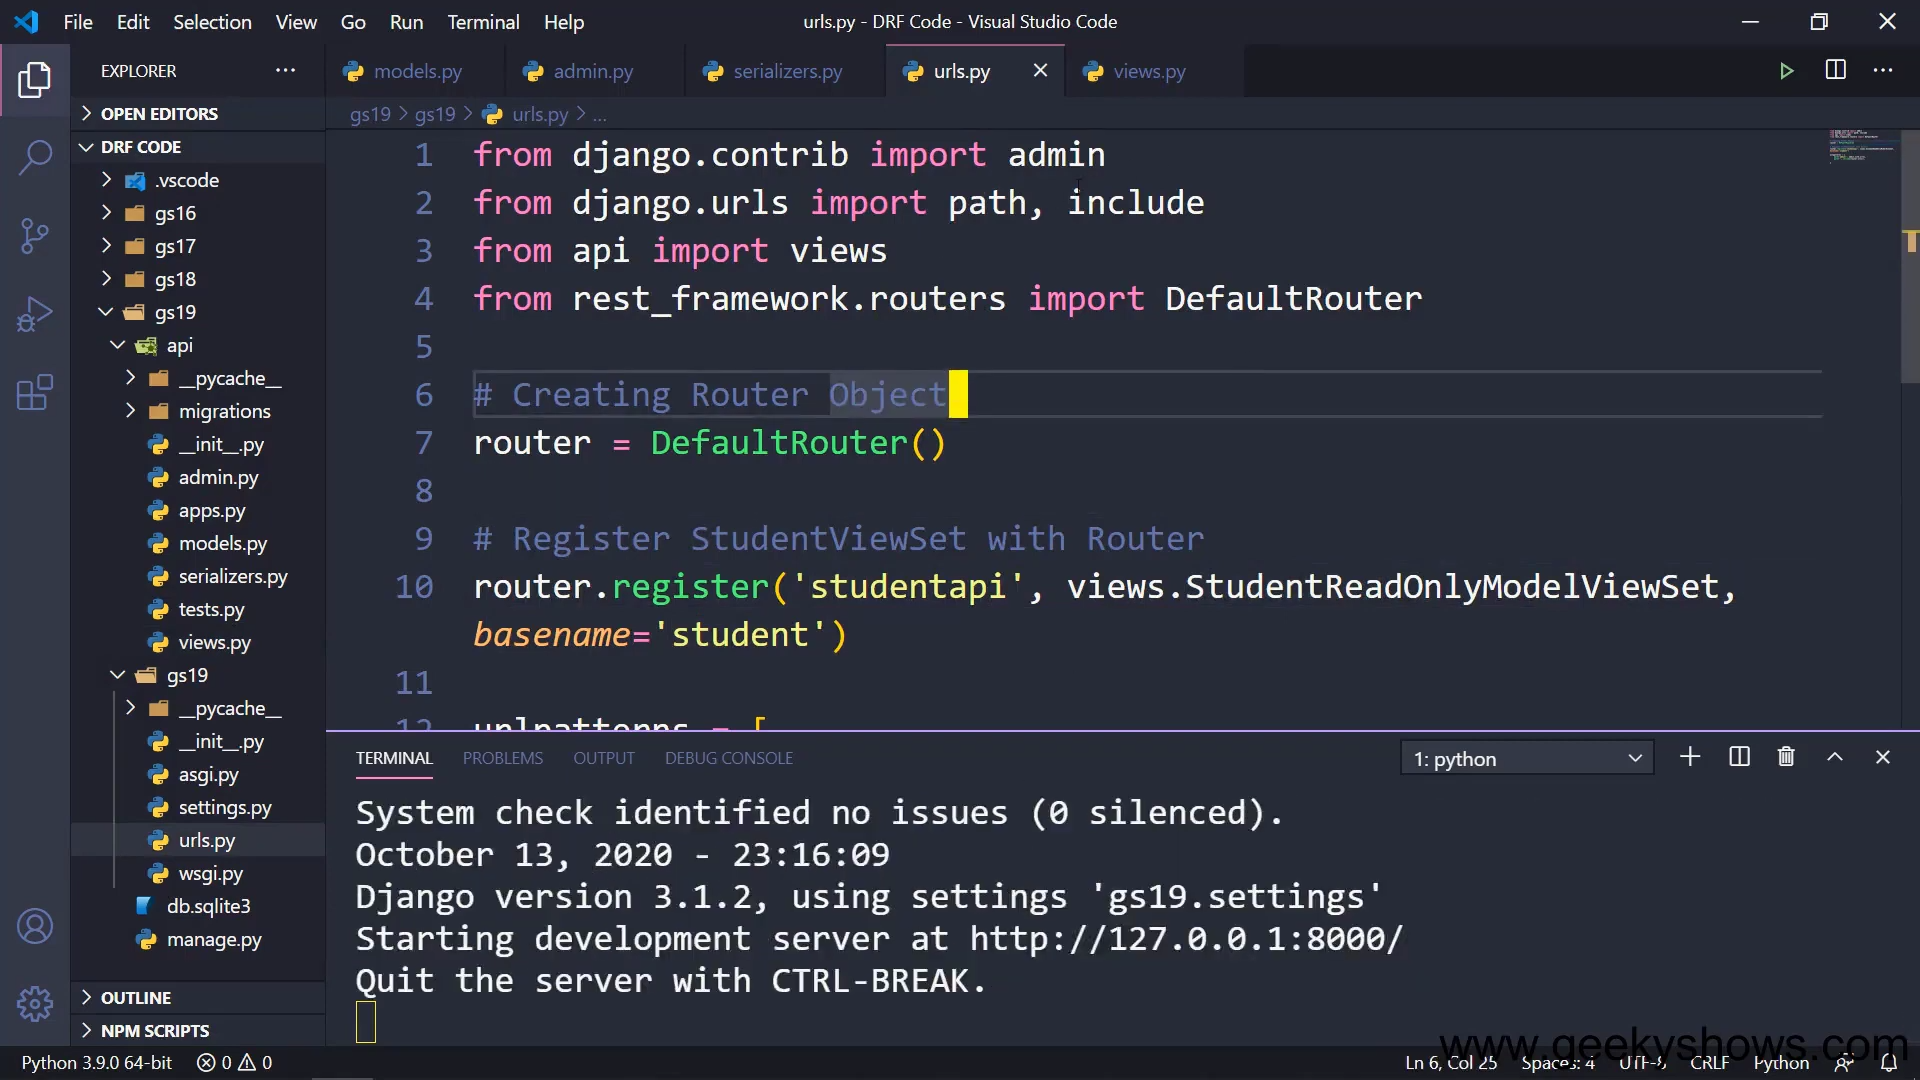 File Edit Selection View Go Run Terminal Help
urls.py - DRF Code - Visual Studio Code
EXPLORER
models.py
admin.py
serializers.py
urls.py
views.py
OPEN EDITORS
gs19 > gs19 > urls.py > ...
DRF CODE
.vscode
gs16
gs17
gs18
gs19
api
__pycache__
migrations
__init__.py
admin.py
apps.py
models.py
serializers.py
tests.py
views.py
gs19
__pycache__
__init__.py
asgi.py
settings.py
urls.py
wsgi.py
db.sqlite3
manage.py
OUTLINE
NPM SCRIPTS
1 from django.contrib import admin
2 from django.urls import path, include
3 from api import views
4 from rest_framework.routers import DefaultRouter
5
6 # Creating Router Object
7 router = DefaultRouter()
8
9 # Register StudentViewSet with Router
10 router.register('studentapi', views.StudentReadOnlyModelViewSet,
basename='student')
11
12 urlpatterns = [
TERMINAL PROBLEMS OUTPUT DEBUG CONSOLE
1: python
System check identified no issues (0 silenced).
October 13, 2020 - 23:16:09
Django version 3.1.2, using settings 'gs19.settings'
Starting development server at http://127.0.0.1:8000/
Quit the server with CTRL-BREAK.
www.geekyshows.com
Python 3.9.0 64-bit 0 0
Ln 6, Col 25 Spaces: 4 UTF-8 CRLF Python